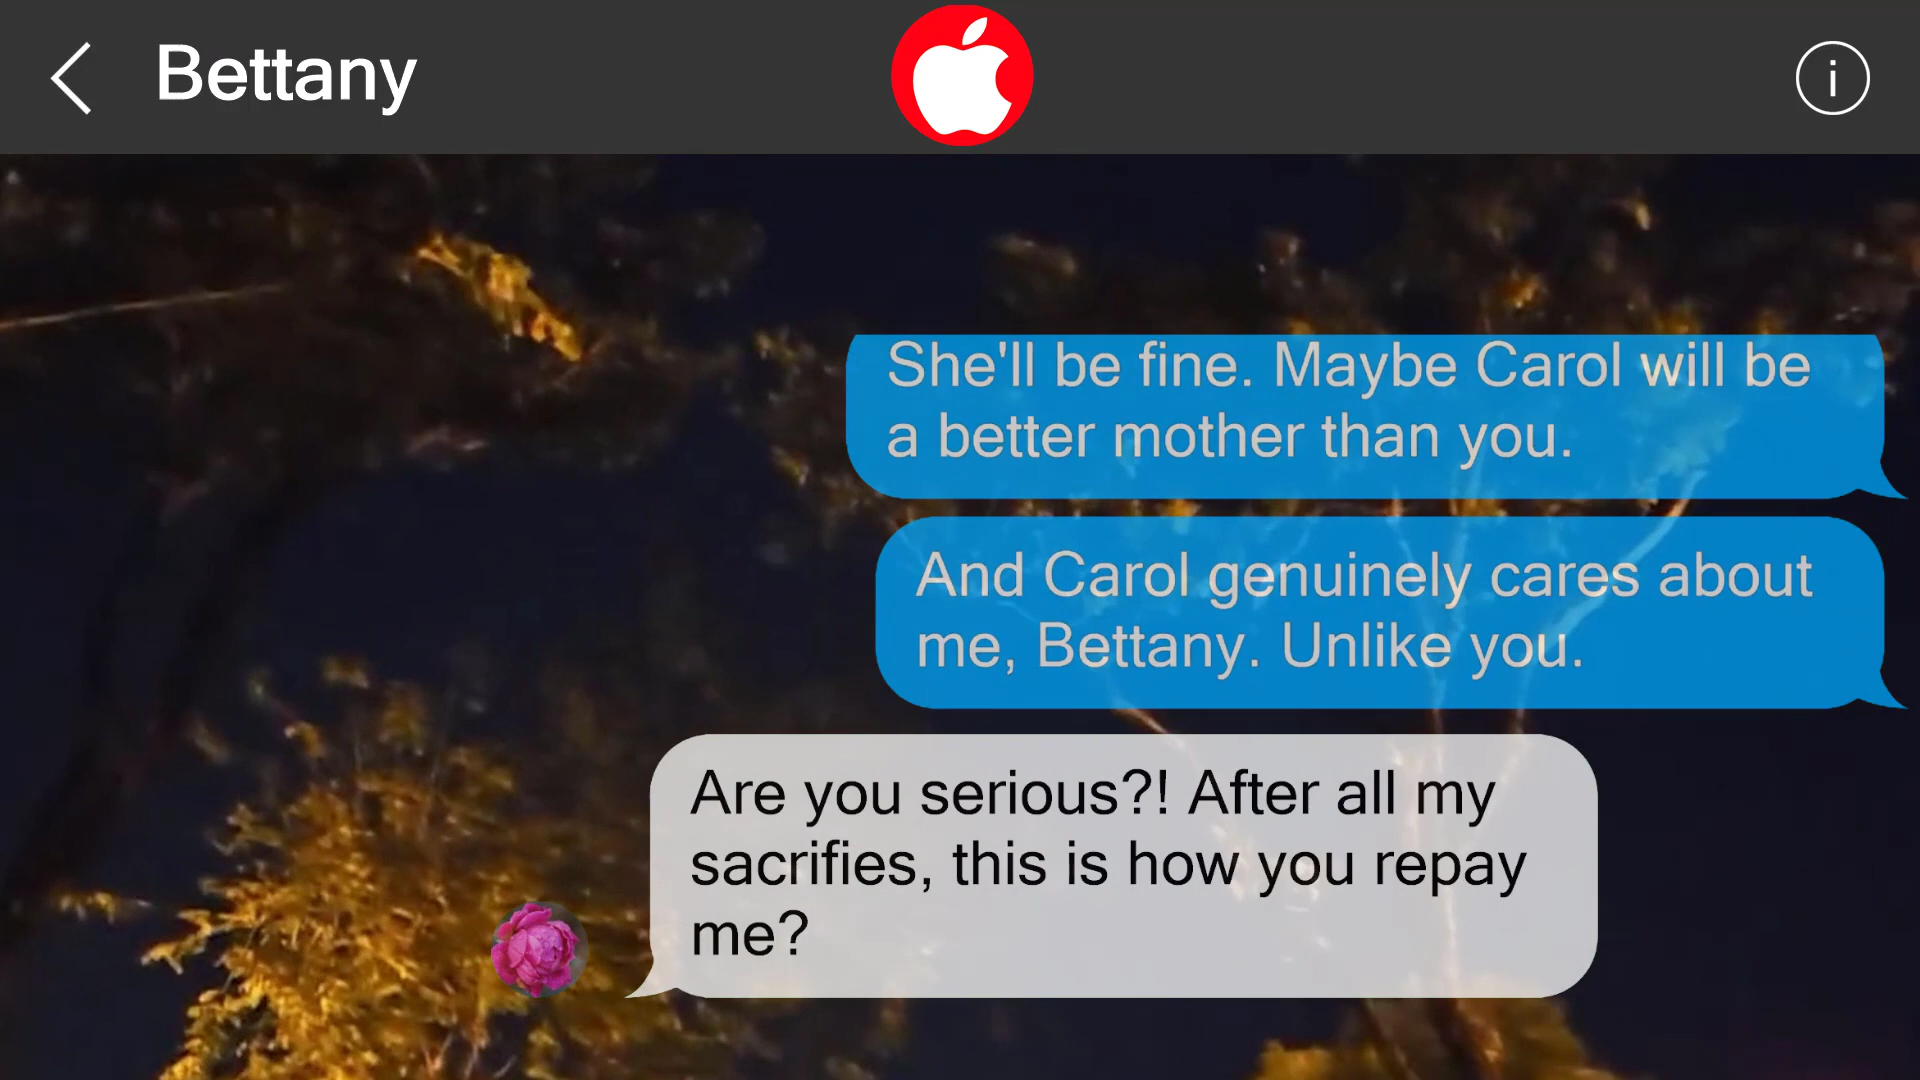 Bettany
i
She'll be fine. Maybe Carol will be
a better mother than you.
And Carol genuinely cares about
me, Bettany. Unlike you.
Are you serious?! After all my
sacrifies, this is how you repay
me?